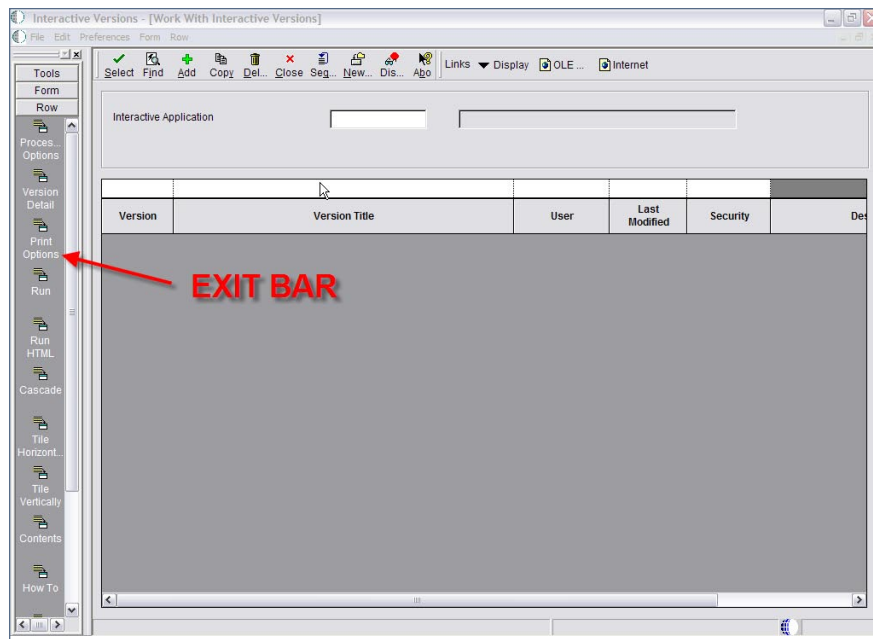 Interactive Versions - [Work With Interactive Versions]
File Edit Preferences Form Row
Tools
Form
Row
Proces...
Options
Version
Detail
Print
Options
Run
Run
HTML
Cascade
Tile
Horizont...
Tile
Vertically
Contents
How To
Select Find Add Copy Del... Close Seq... New... Dis... Abo
Links Display OLE ... Internet
Interactive Application
Version Version Title User Last Modified Security Des
EXIT BAR